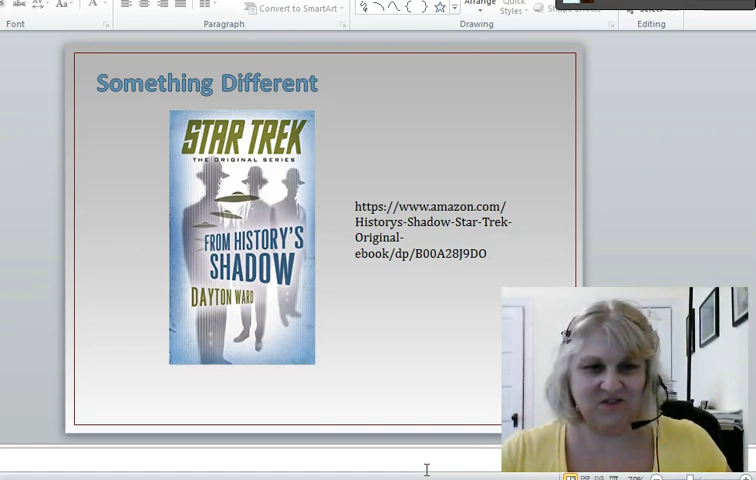 Convert to SmartArt
Arrange
Quick
Styles
Font
Paragraph
Drawing
Editing
Something Different
STAR TREK
THE ORIGINAL SERIES
FROM HISTORY'S
SHADOW
DAYTON WARD
https://www.amazon.com/
Historys-Shadow-Star-Trek-
Original-
ebook/dp/B00A28J9DO